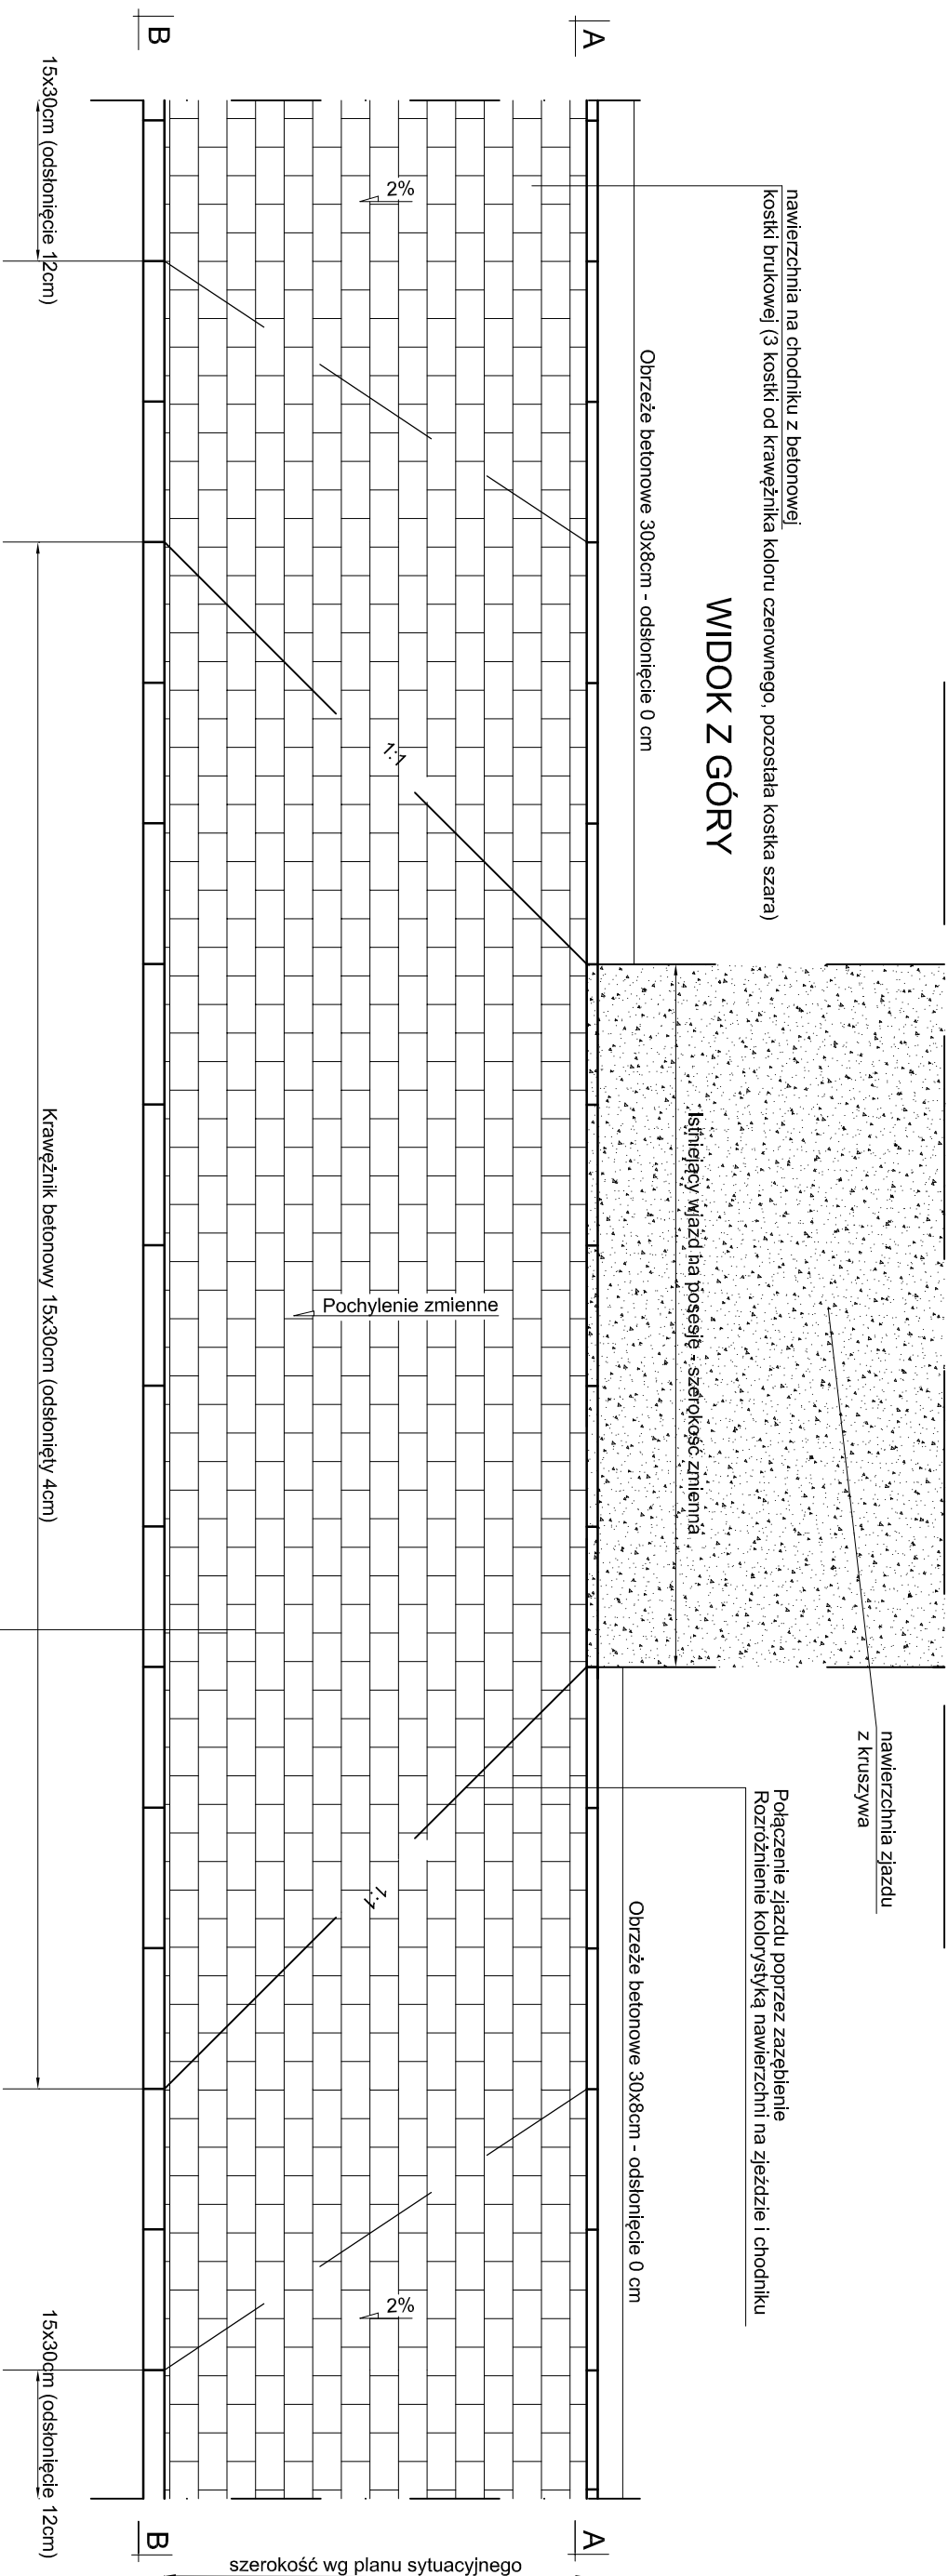 A
B
nawierzchnia na chodniku z betonowej
kostki brukowej (3 kostki od krawężnika koloru czerownego, pozostała kostka szara)
WIDOK Z GÓRY
Obrzeże betonowe 30x8cm - odsłonięcie 0 cm
2%
15x30cm (odsłonięcie 12cm)
1:1
nawierzchnia zjazdu
z kruszywa
Istniejący wjazd na posesje - szerokość zmienna
Pochylenie zmienne
Krawężnik betonowy 15x30cm (odsłonięty 4cm)
Połączenie zjazdu poprzez zazębienie
Rozróżnienie kolorystyką nawierzchni na zjeździe i chodniku
Obrzeże betonowe 30x8cm - odsłonięcie 0 cm
1:1
2%
15x30cm (odsłonięcie 12cm)
A
B
szerokość wg planu sytuacyjnego